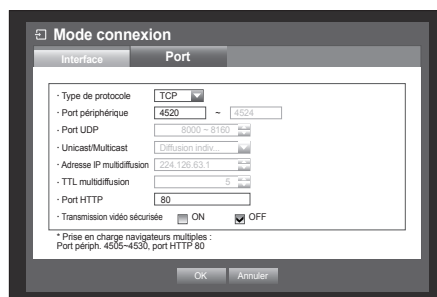 Mode connexion
Interface
Port
· Type de protocole TCP
· Port périphérique 4520 ~ 4524
· Port UDP 8000 ~ 8160
· Unicast/Multicast Diffusion indiv...
· Adresse IP multidiffusion 224.126.63.1
· TTL multidiffusion 5
· Port HTTP 80
· Transmission vidéo sécurisée ON OFF
* Prise en charge navigateurs multiples :
Port périph. 4505~4530, port HTTP 80
OK Annuler